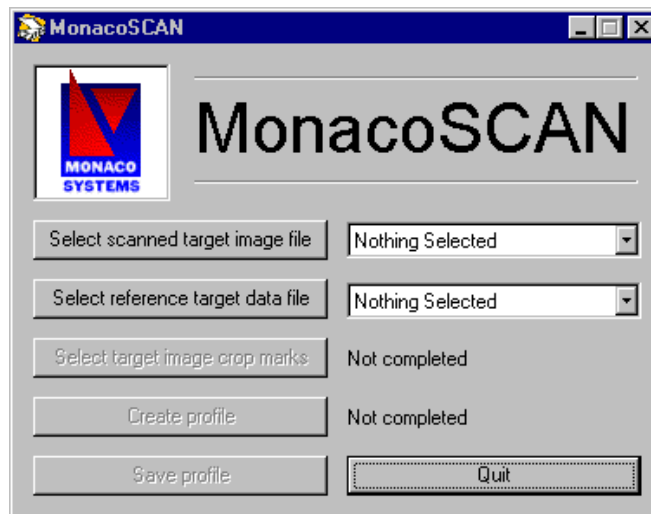 MonacoSCAN
MONACO
SYSTEMS
MonacoSCAN
Select scanned target image file
Nothing Selected
Select reference target data file
Nothing Selected
Select target image crop marks
Not completed
Create profile
Not completed
Save profile
Quit